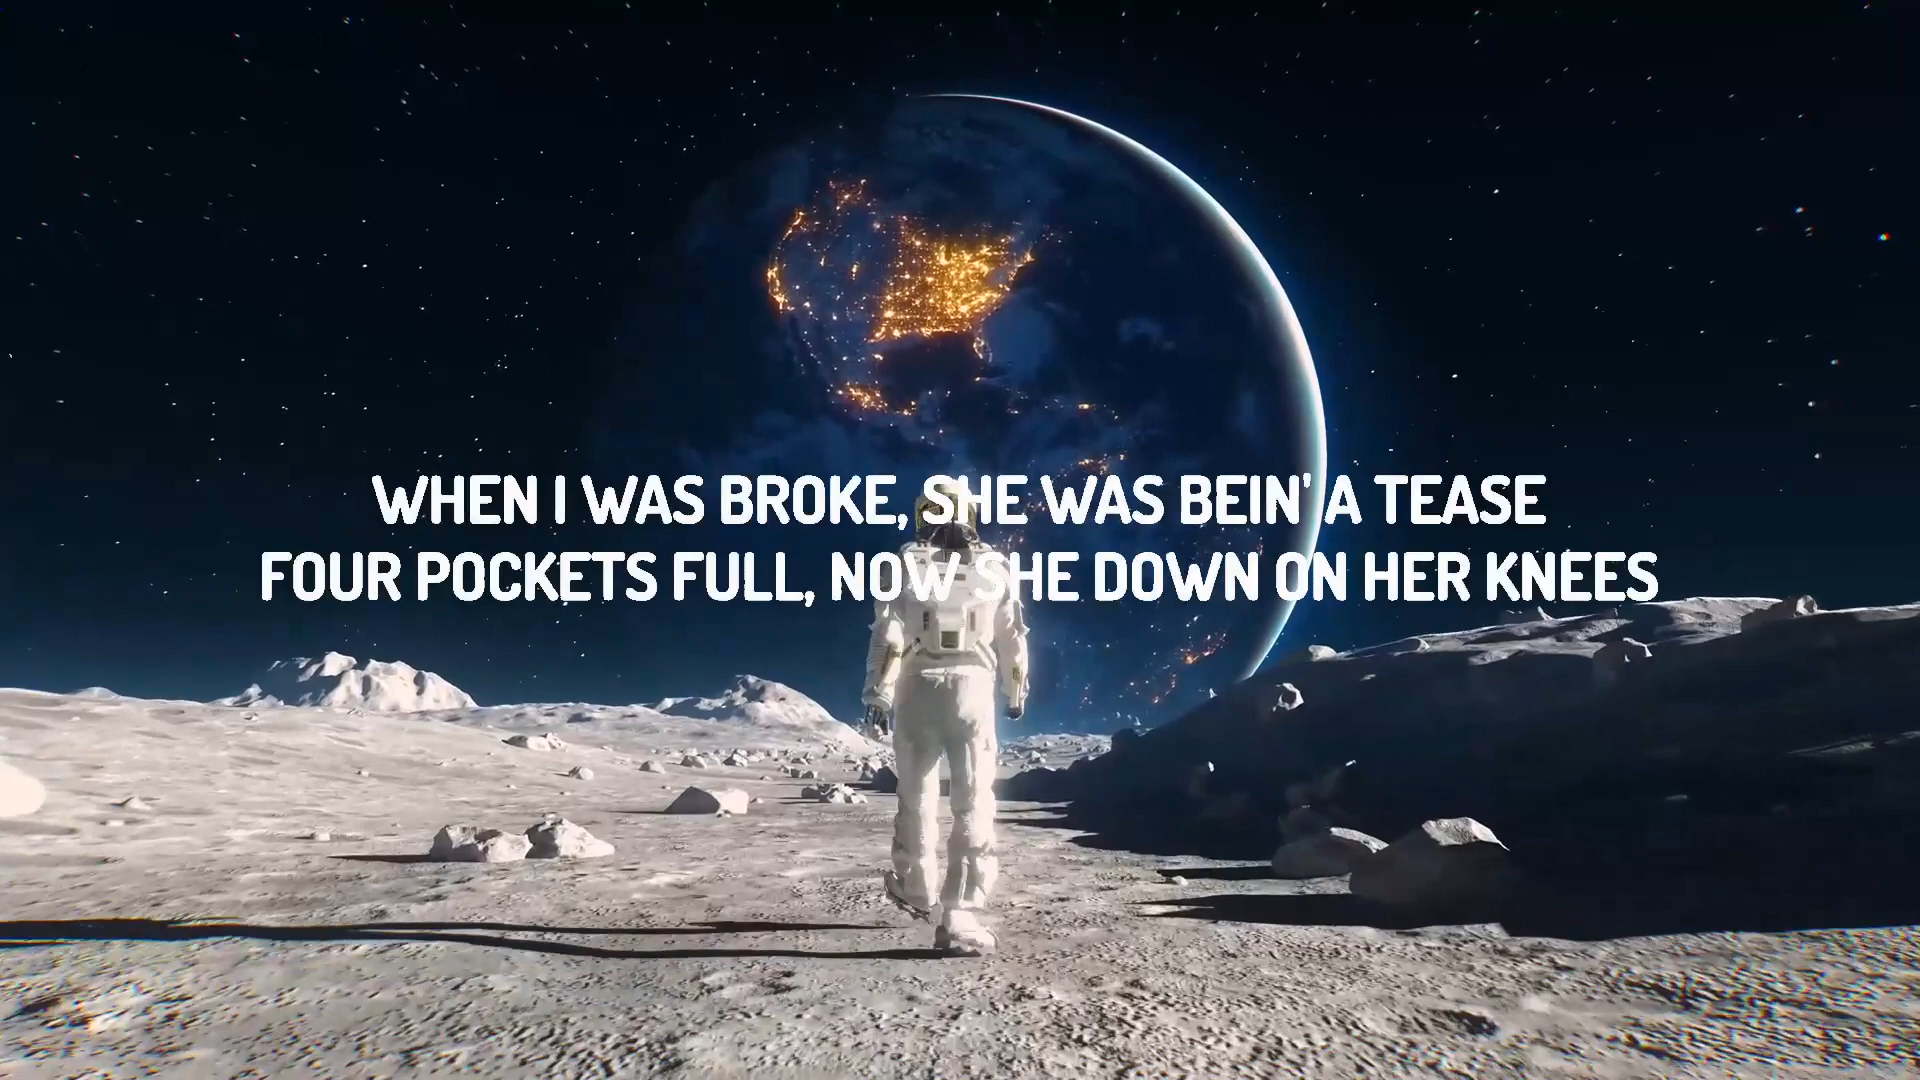 WHEN I WAS BROKE, SHE WAS BEIN' A TEASE
FOUR POCKETS FULL, NOW SHE DOWN ON HER KNEES